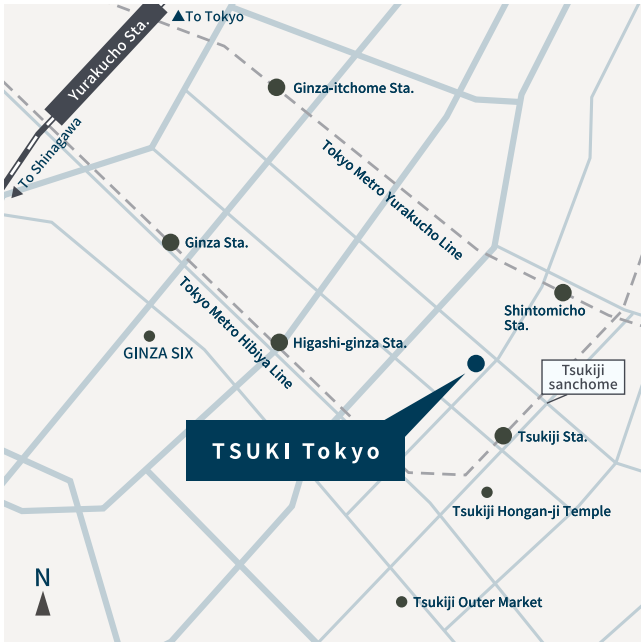 ▲To Tokyo
Yurakucho Sta.
To Shinagawa
Ginza-itchome Sta.
Tokyo Metro Yurakucho Line
Ginza Sta.
Tokyo Metro Hibiya Line
Shintomicho
Sta.
Higashi-ginza Sta.
GINZA SIX
Tsukiji
sanchome
TSUKI Tokyo
Tsukiji Sta.
Tsukiji Hongan-ji Temple
N
Tsukiji Outer Market